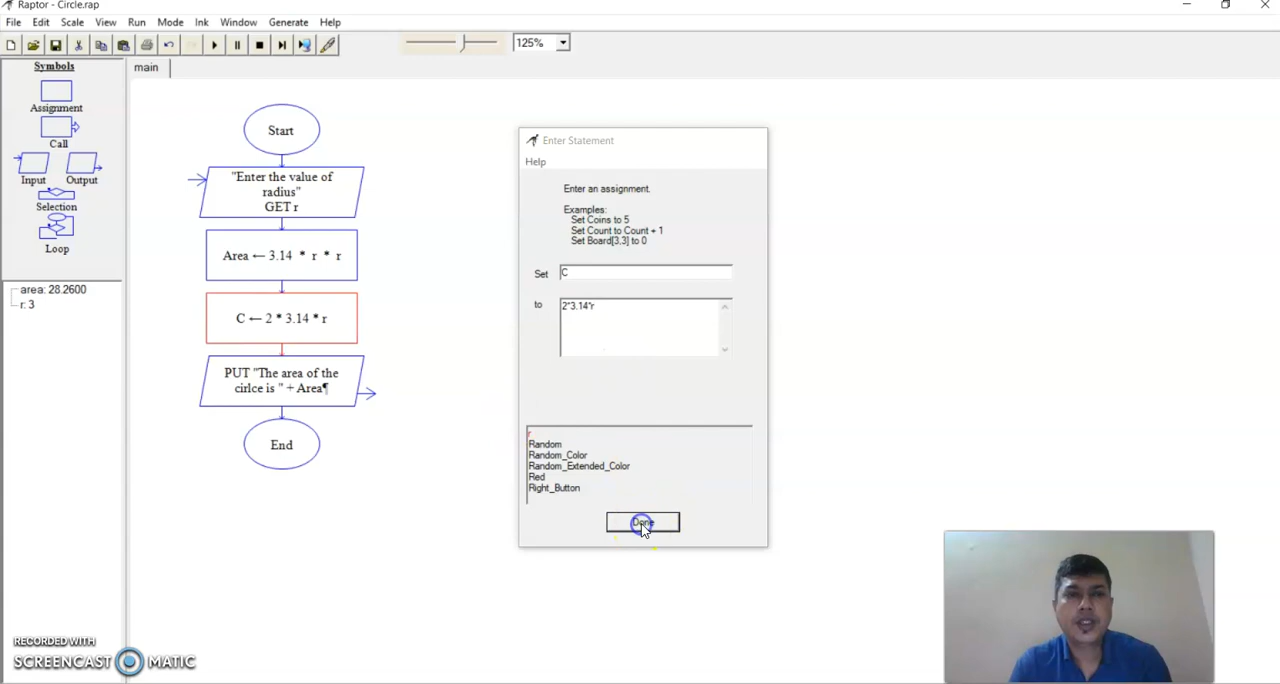 Raptor - Circle.rap
File Edit Scale View Run Mode Ink Window Generate Help
125%
Symbols
Assignment
Call
Input Output
Selection
Loop
area: 28.2600
r: 3
main
Start
"Enter the value of
radius"
GET r
Area ← 3.14 * r * r
C ← 2 * 3.14 * r
PUT "The area of the
cirlce is " + Area¶
End
Enter Statement
Help
Enter an assignment.
Examples:
Set Coins to 5
Set Count to Count + 1
Set Board[3,3] to 0
Set C
to 2*3.14*r
r
Random
Random_Color
Random_Extended_Color
Red
Right_Button
Done
RECORDED WITH
SCREENCAST MATIC